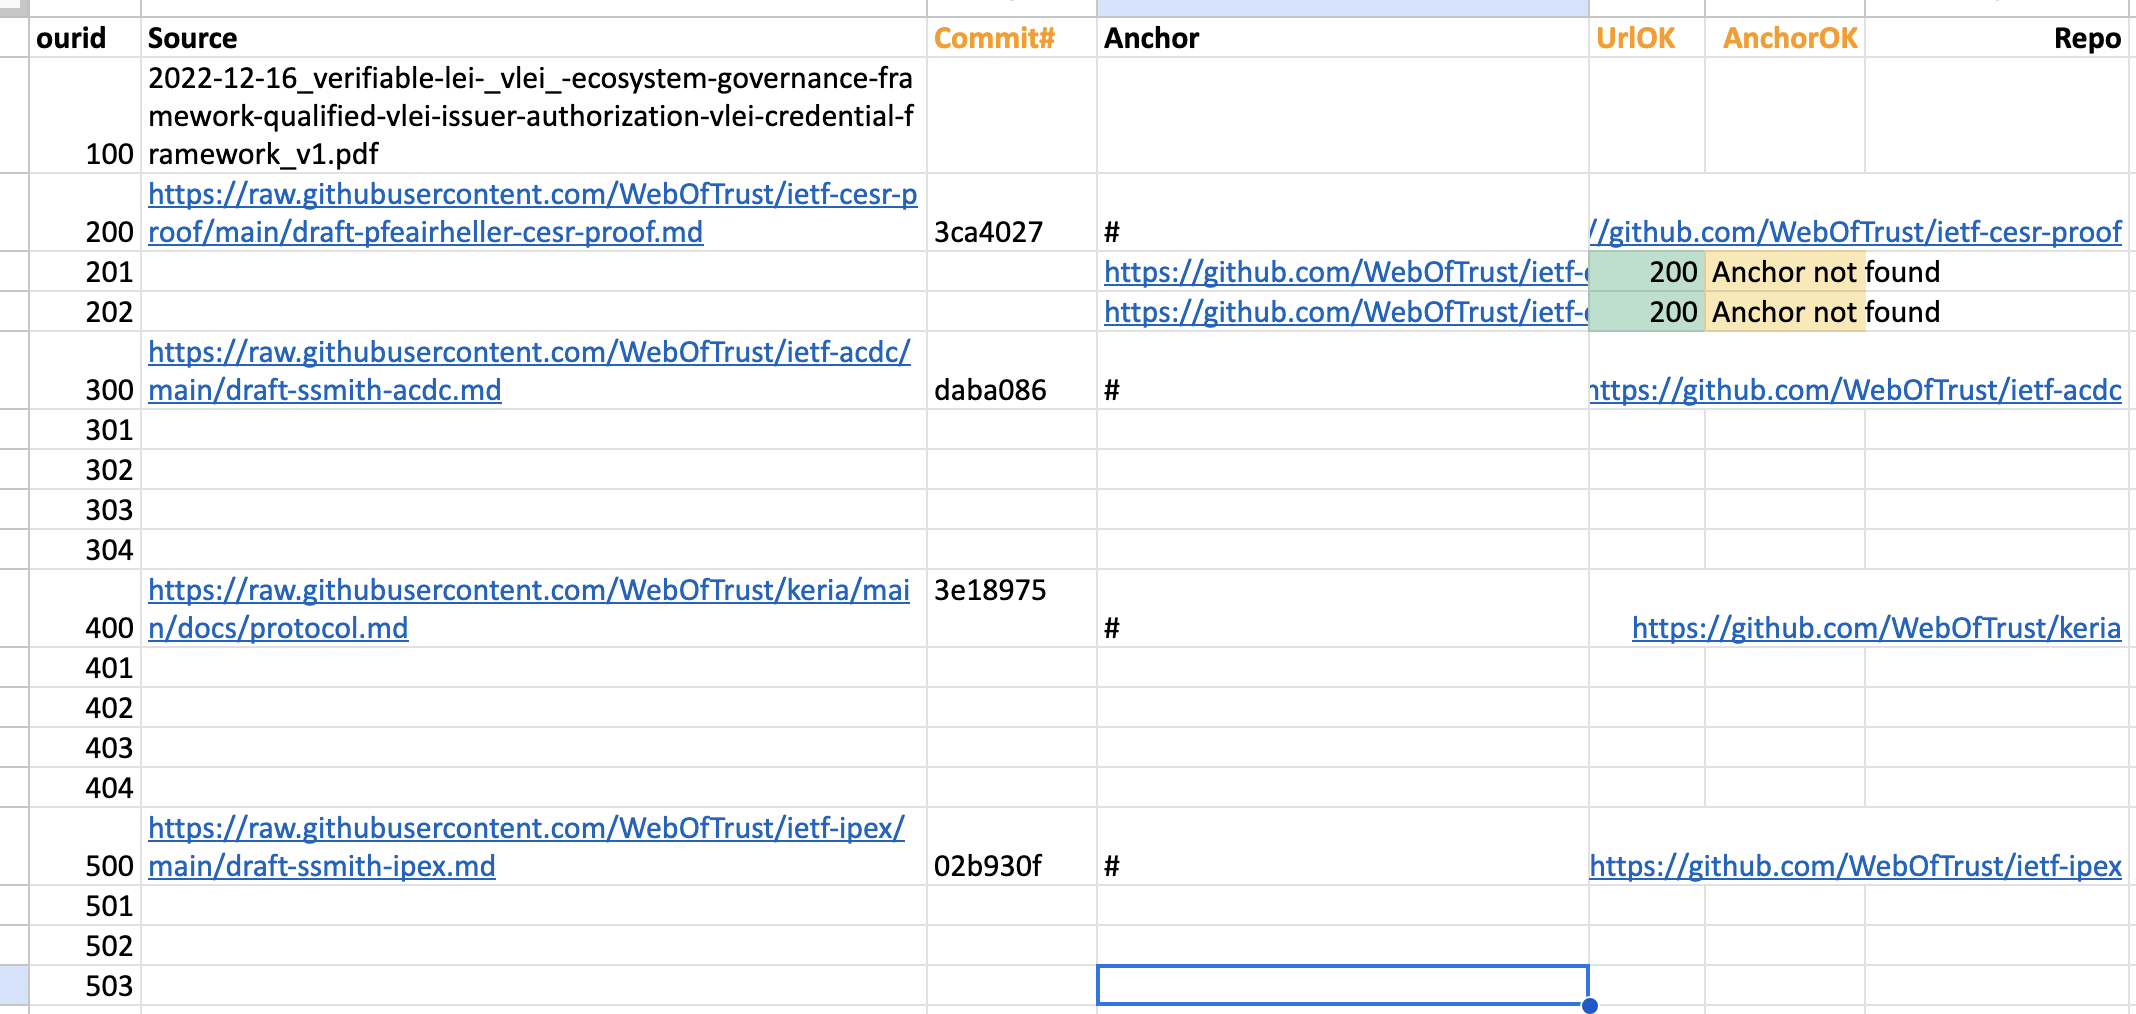 ourid Source Commit# Anchor UrlOK AnchorOK Repo
2022-12-16_verifiable-lei-_vlei_-ecosystem-governance-fra
mework-qualified-vlei-issuer-authorization-vlei-credential-f
100 ramework_v1.pdf
https://raw.githubusercontent.com/WebOfTrust/ietf-cesr-p
200 roof/main/draft-pfeairheller-cesr-proof.md 3ca4027 # //github.com/WebOfTrust/ietf-cesr-proof
201 https://github.com/WebOfTrust/ietf- 200 Anchor not found
202 https://github.com/WebOfTrust/ietf- 200 Anchor not found
https://raw.githubusercontent.com/WebOfTrust/ietf-acdc/
300 main/draft-ssmith-acdc.md daba086 # https://github.com/WebOfTrust/ietf-acdc
301
302
303
304
https://raw.githubusercontent.com/WebOfTrust/keria/mai 3e18975
400 n/docs/protocol.md # https://github.com/WebOfTrust/keria
401
402
403
404
https://raw.githubusercontent.com/WebOfTrust/ietf-ipex/
500 main/draft-ssmith-ipex.md 02b930f # https://github.com/WebOfTrust/ietf-ipex
501
502
503